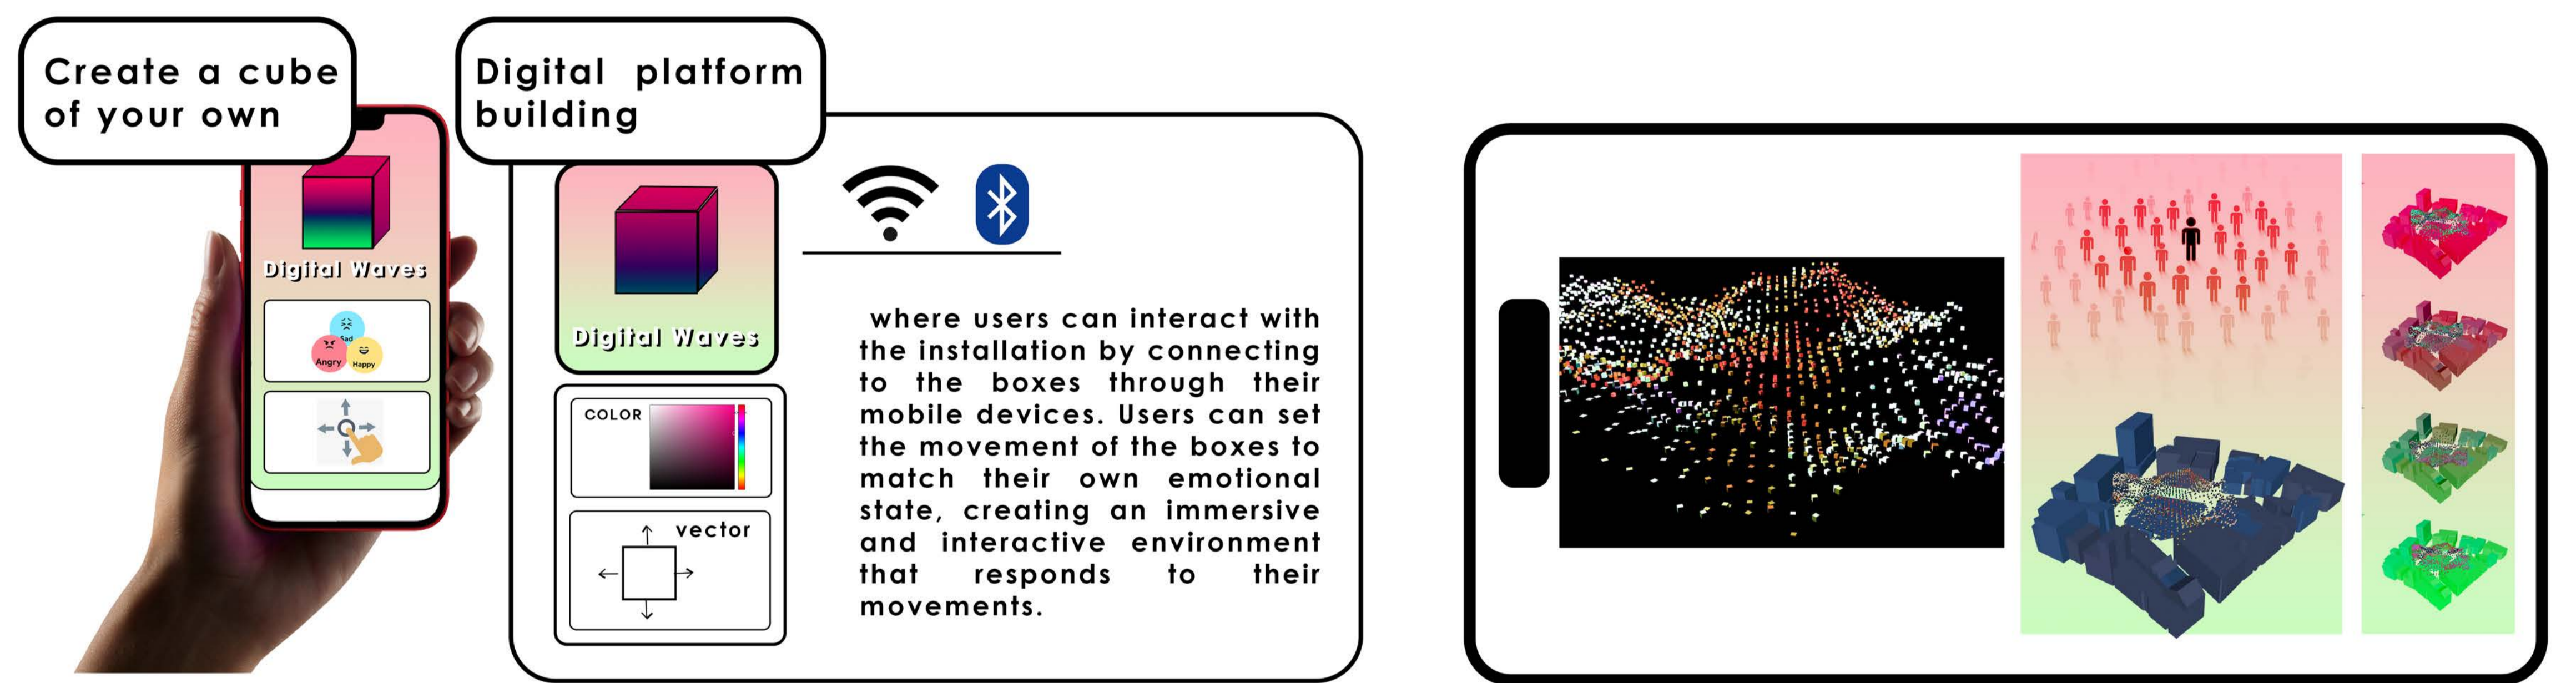 Create a cube
of your own
Digital Waves
Sad
Angry
Happy
Digital platform
building
Digital Waves
COLOR
vector
where users can interact with
the installation by connecting
to the boxes through their
mobile devices. Users can set
the movement of the boxes to
match their own emotional
state, creating an immersive
and interactive environment
that responds to their
movements.